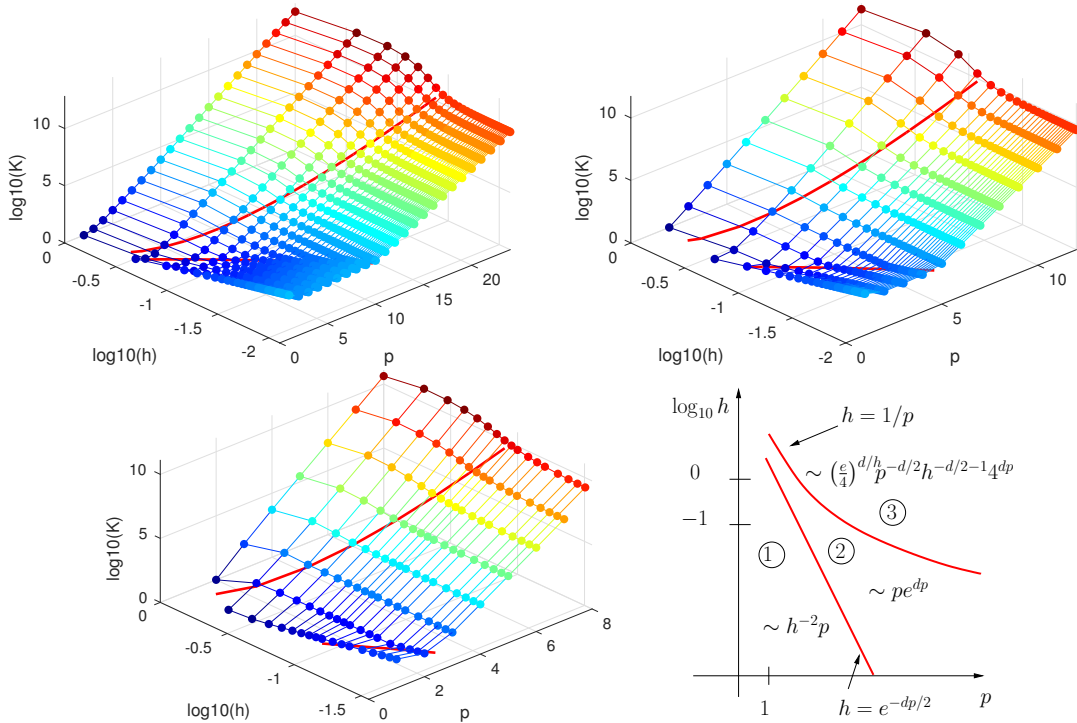 log10(K)
10
5
0
0
-0.5
-1
-1.5
-2
log10(h)
0
5
10
15
20
p
log10(K)
10
5
0
0
-0.5
-1
-1.5
-2
log10(h)
0
5
10
p
log10(K)
10
5
0
0
-0.5
-1
-1.5
log10(h)
0
2
4
6
8
p
log₁₀ h
h = 1/p
∼ (e/4)^{d/h} p^{-d/2} h^{-d/2-1} 4^{dp}
0
−1
③
①
②
∼ pe^{dp}
∼ h^{-2}p
1
h = e^{-dp/2}
p